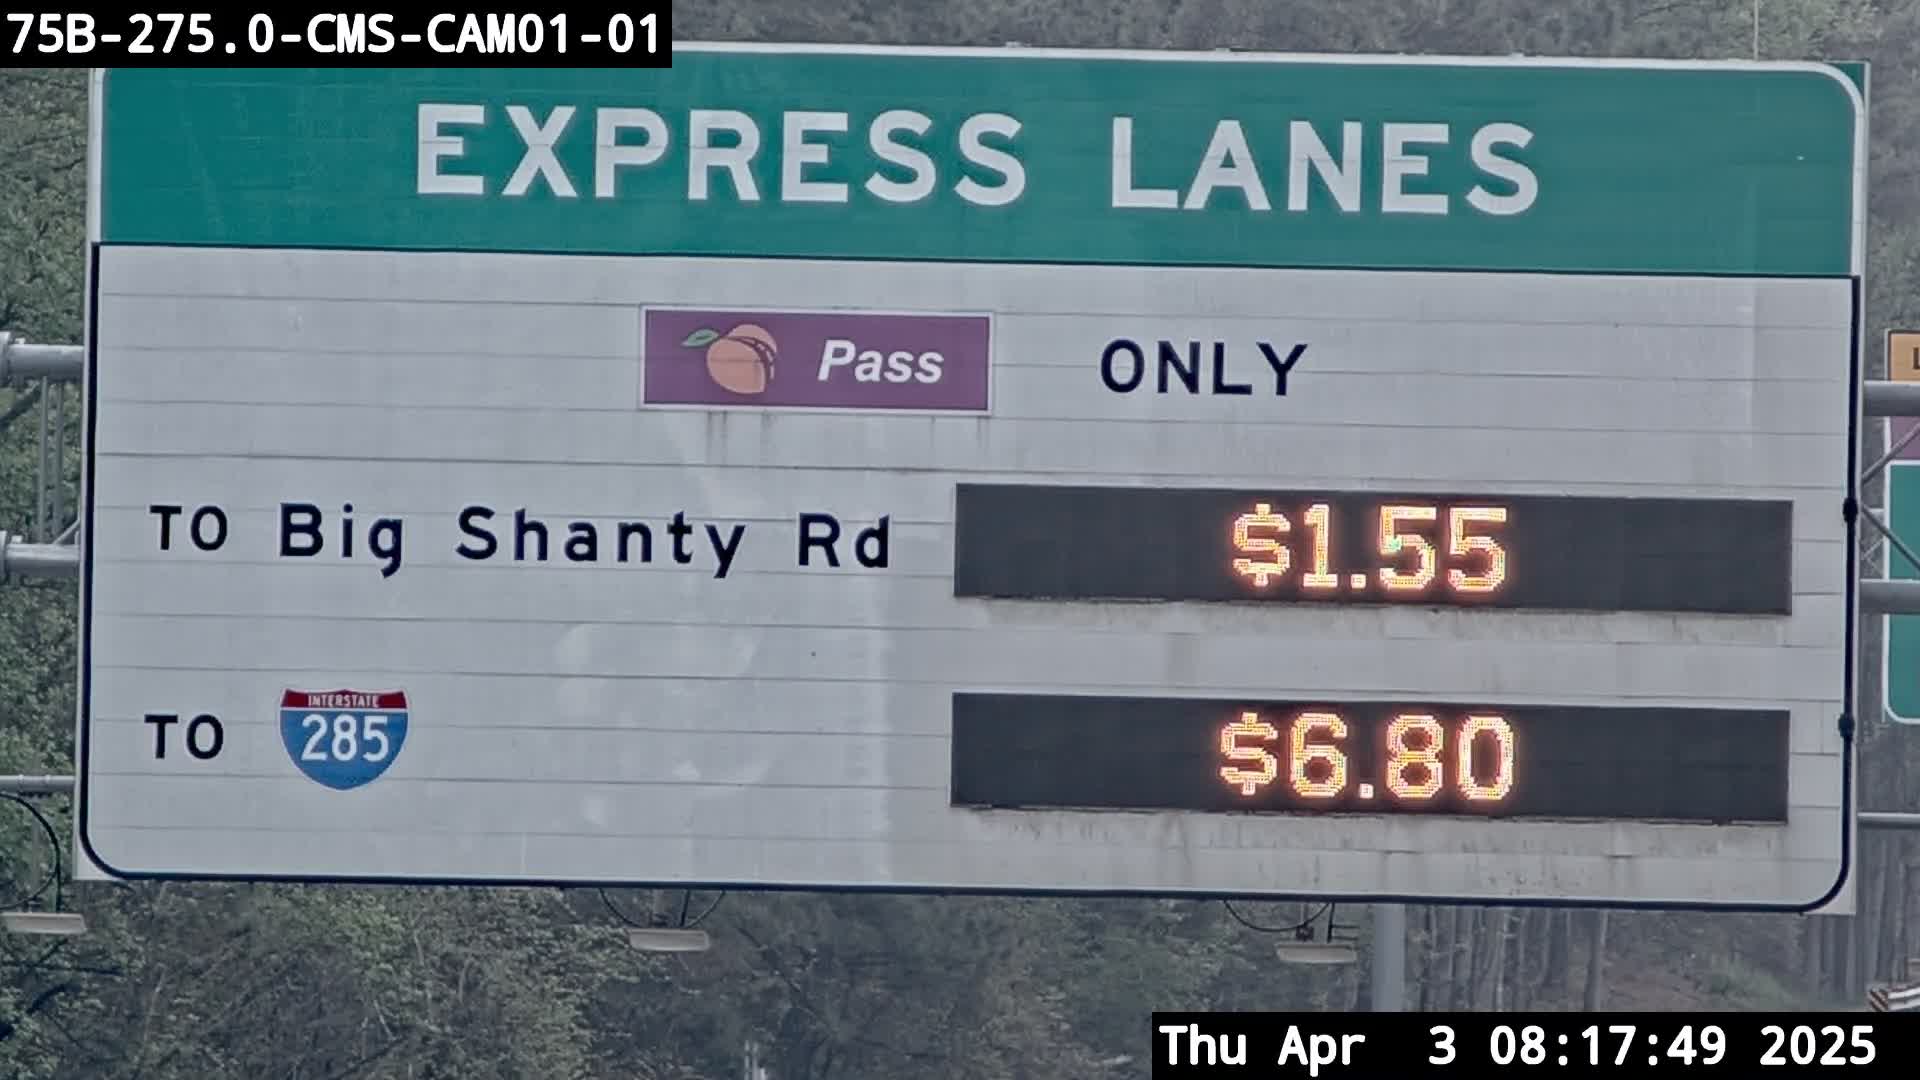 75B-275.0-CMS-CAM01-01
EXPRESS LANES
Pass ONLY
TO Big Shanty Rd $1.55
TO INTERSTATE 285 $6.80
Thu Apr 3 08:17:49 2025